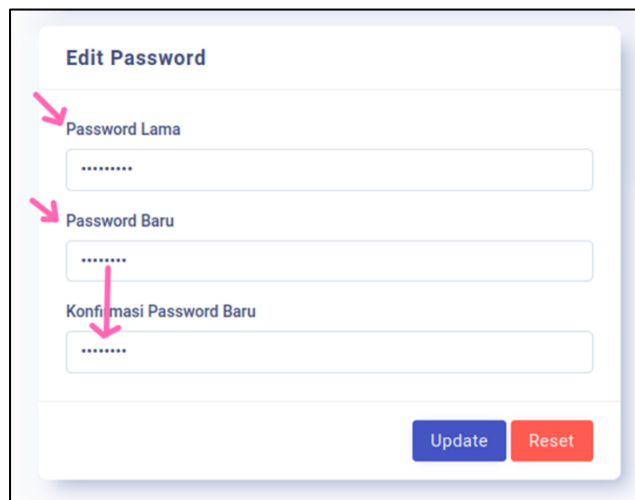 Edit Password
Password Lama
•••••••••
Password Baru
••••••••
Konfirmasi Password Baru
••••••••
Update Reset